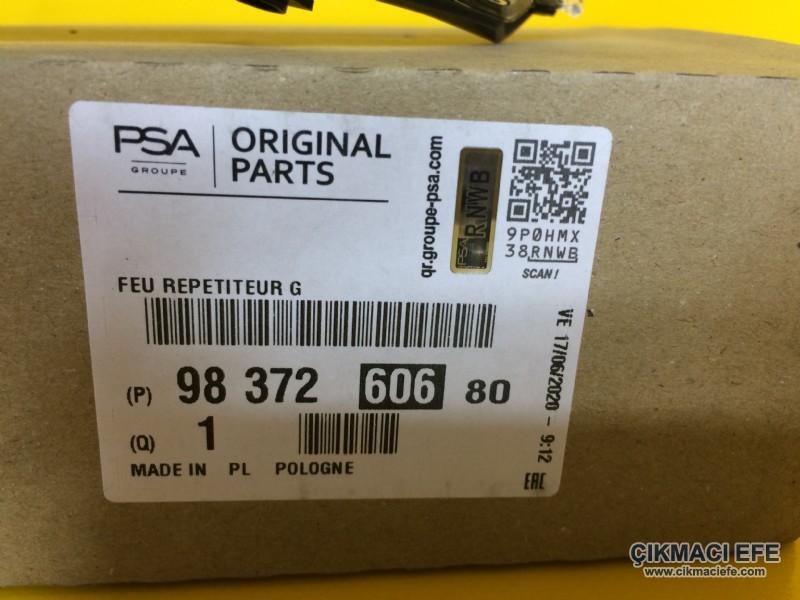 PSA
GROUPE
ORIGINAL
PARTS
qr.groupe-psa.com
PSA RNWB
9P0HMX
38RNWB
SCAN!
FEU REPETITEUR G
(P) 98 372 606 80
(Q) 1
MADE IN PL POLOGNE
VE 17/06/2020 - 9:12
EAC
ÇIKMACI EFE
www.cikmaciefe.com